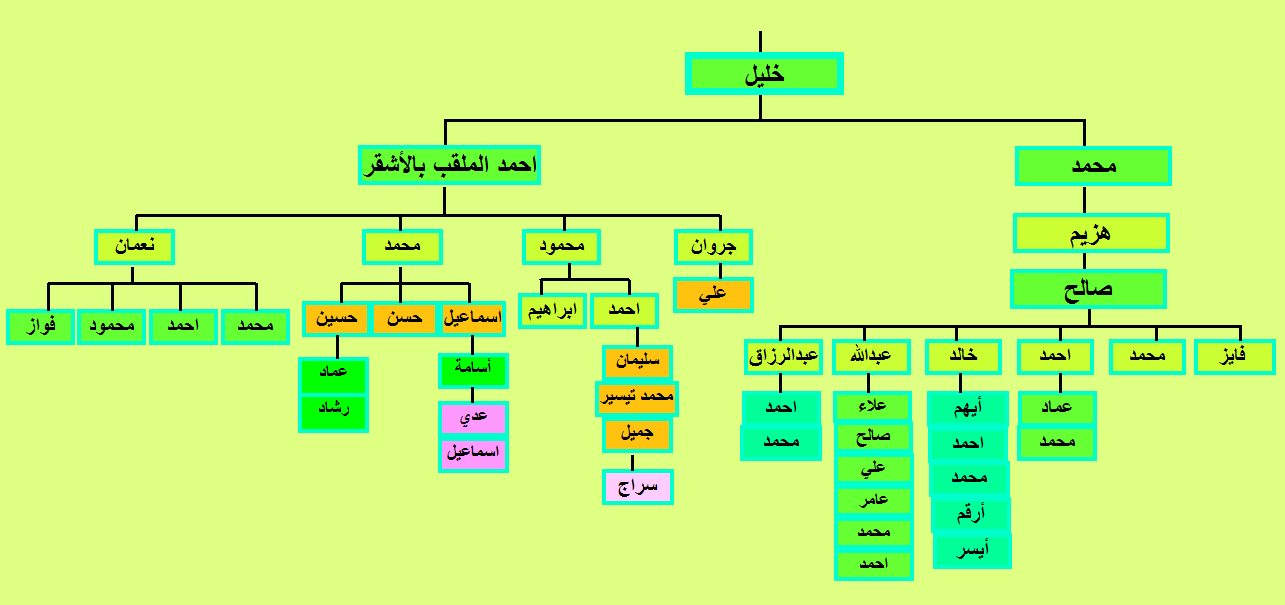 خليل
محمد
احمد الملقب بالأشقر
هزيم
جروان
محمود
محمد
نعمان
صالح
علي
احمد
ابراهيم
اسماعيل
حسن
حسين
محمد
احمد
محمود
فواز
فايز
محمد
احمد
خالد
عبدالله
عبدالرزاق
سليمان
محمد تيسير
جميل
سراج
أسامة
عدي
اسماعيل
عماد
رشاد
عماد
محمد
أيهم
احمد
محمد
أرقم
أيسر
علاء
صالح
علي
عامر
محمد
احمد
احمد
محمد